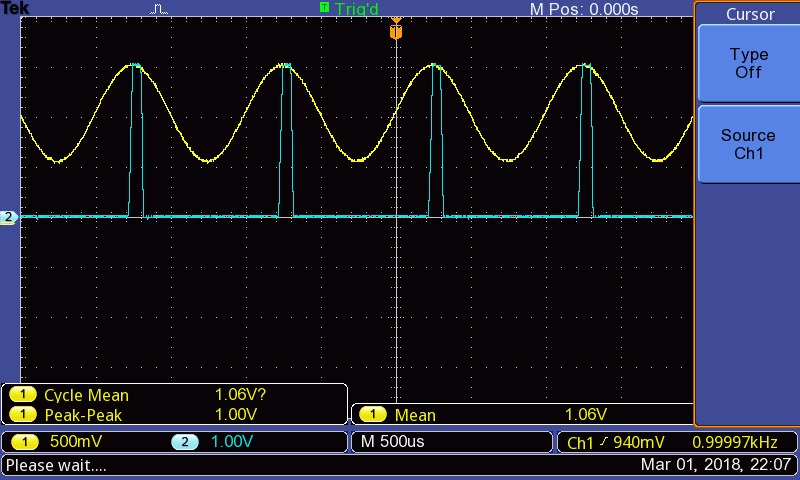 Tek
T Trig'd
M Pos: 0.000s
Cursor
T
Type
Off
Source
Ch1
2
1 Cycle Mean 1.06V?
1 Peak-Peak 1.00V
1 Mean 1.06V
1 500mV
2 1.00V
M 500us
Ch1 940mV 0.99997kHz
Please wait....
Mar 01, 2018, 22:07